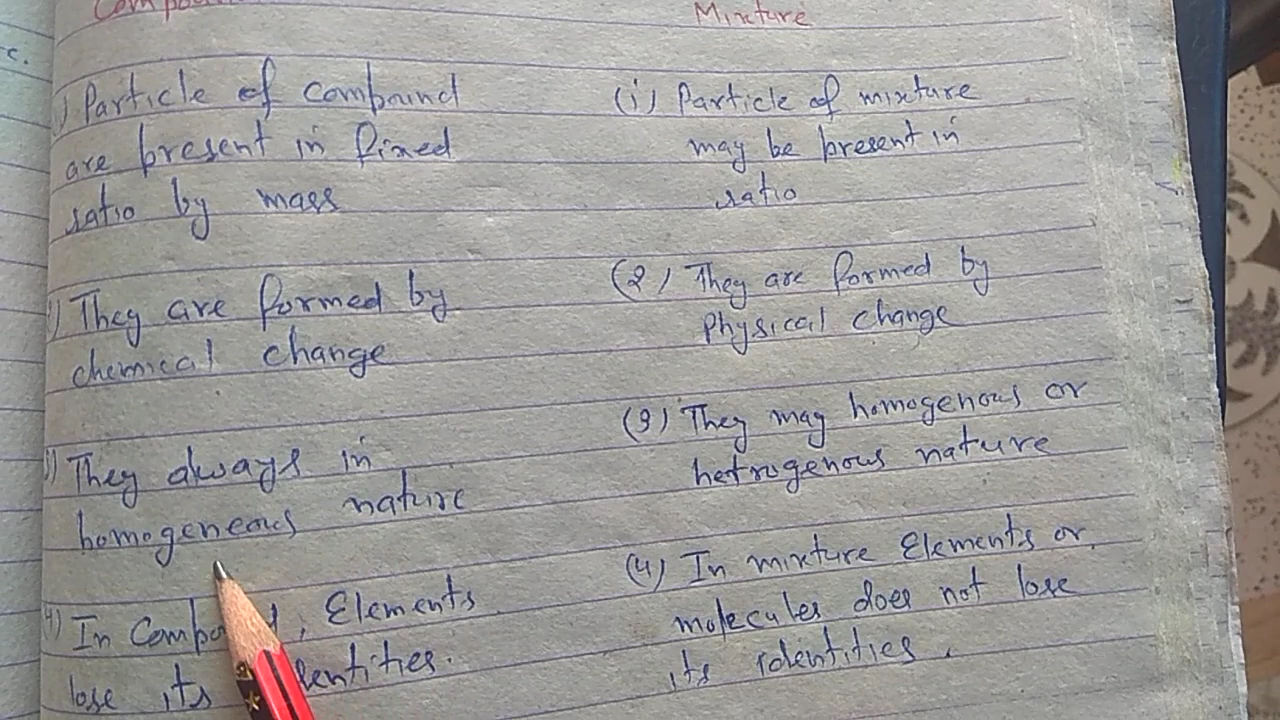 Mixture
c.
) Particle of compound
are present in fixed
ratio by mass
) They are formed by
chemical change
) They always in
homogeneous nature
4) In , Elements
lose its
(i) Particle of mixture
may be present in
ratio
(2) They are formed by
Physical change
(3) They may homogenous or
hetrogenous nature
(4) In mixture Elements or
molecules does not lose
its identities.